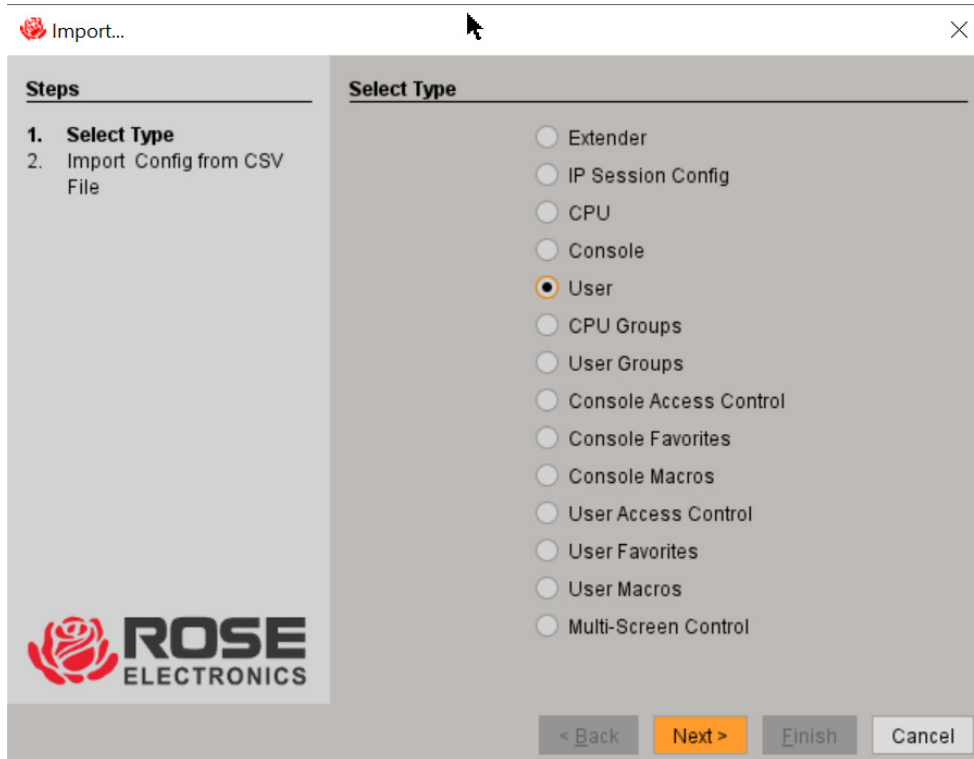 Import...
Steps
1. Select Type
2. Import Config from CSV
File
Select Type
Extender
IP Session Config
CPU
Console
User
CPU Groups
User Groups
Console Access Control
Console Favorites
Console Macros
User Access Control
User Favorites
User Macros
Multi-Screen Control
ROSE
ELECTRONICS
< Back Next > Finish Cancel